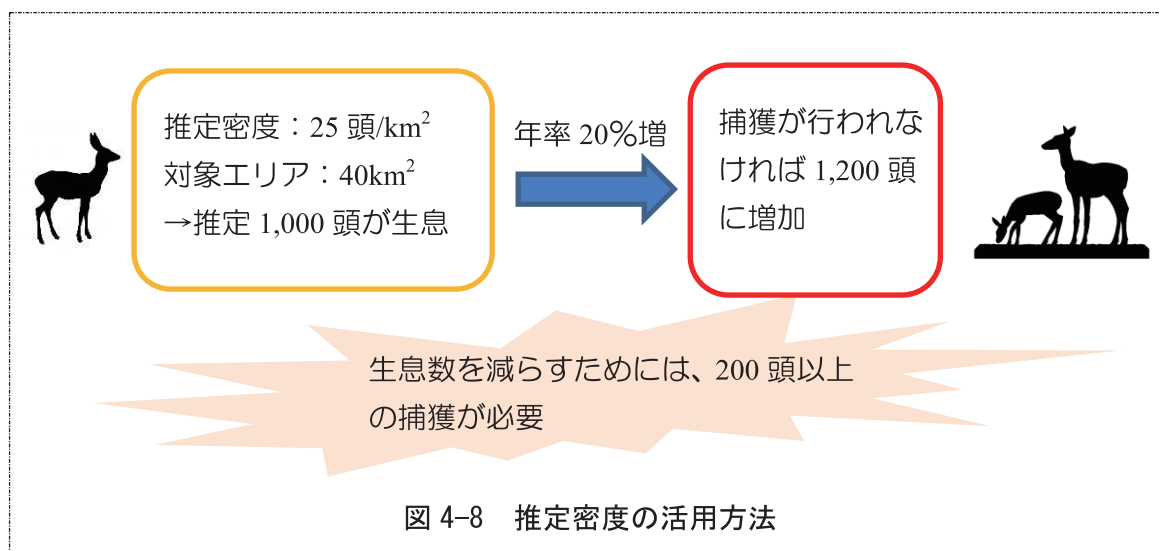 推定密度：25 頭/km²
対象エリア：40km²
→推定 1,000 頭が生息
年率 20%増
捕獲が行われな
ければ 1,200 頭
に増加
生息数を減らすためには、200 頭以上
の捕獲が必要
図 4-8　推定密度の活用方法